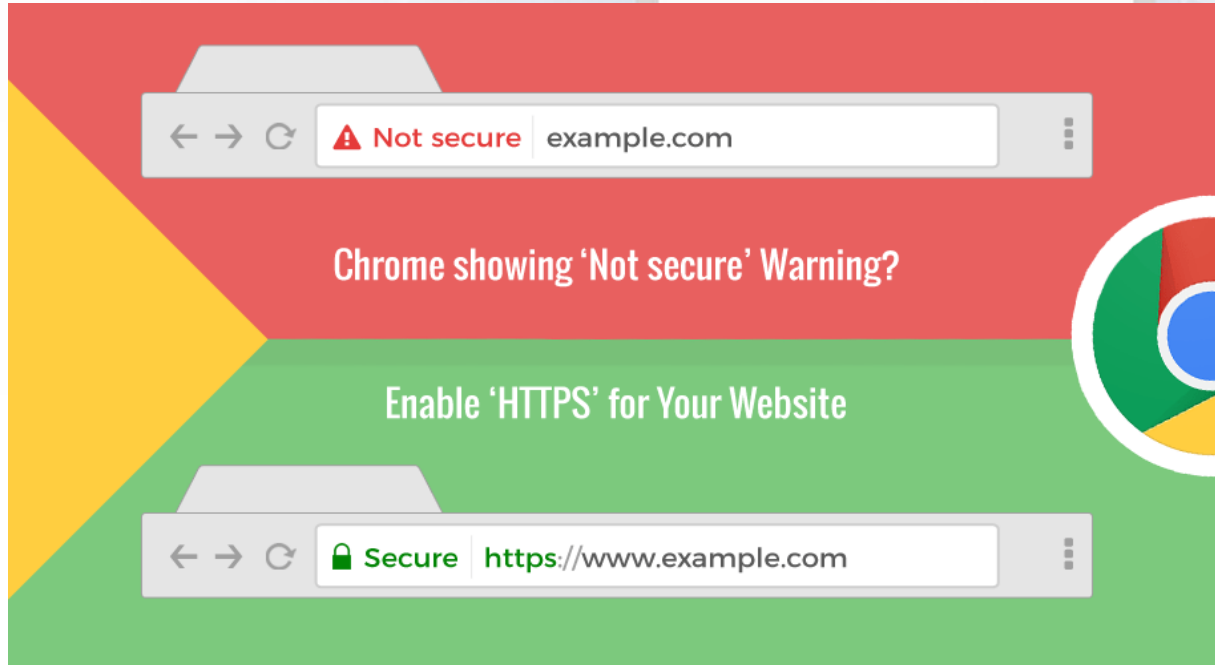 Not secure example.com
Chrome showing ‘Not secure’ Warning?
Enable ‘HTTPS’ for Your Website
Secure https://www.example.com